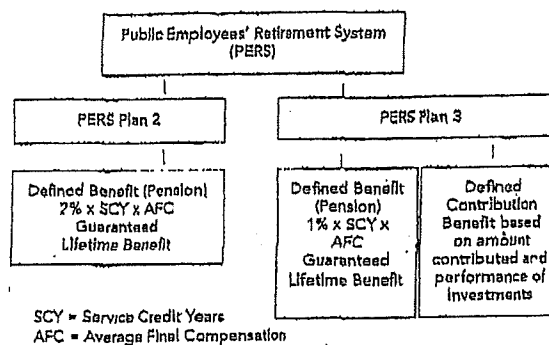 Public Employees' Retirement System
(PERS)
PERS Plan 2
PERS Plan 3
Defined Benefit (Pension)
2% x SCY x AFC
Guaranteed
Lifetime Benefit
Defined Benefit
(Pension)
1% x SCY x
AFC
Guaranteed
Lifetime Benefit
Defined
Contribution
Benefit based
on amount
contributed and
performance of
investments
SCY = Service Credit Years
AFC = Average Final Compensation